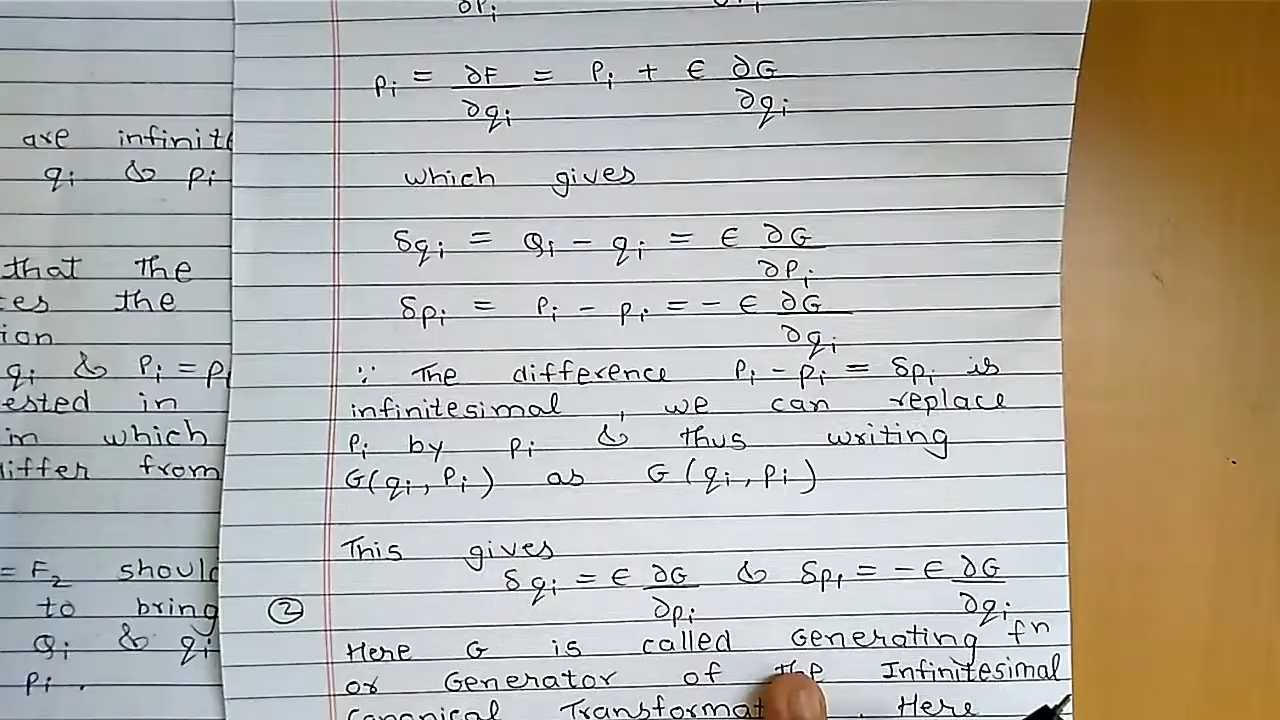 are infinit
qi & pi
that the
es the
ion
qi & Pi = p
ested in
in which
differ from
= F2 should
to bring
Qi & qi
pi .
∂Pi
pi = ∂F/∂qi = Pi + ϵ ∂G/∂qi
which gives
δqi = Qi - qi = ϵ ∂G/∂Pi
δpi = Pi - pi = - ϵ ∂G/∂qi
∵ The difference Pi - pi = δpi is
infinitesimal , we can replace
Pi by pi & thus writing
G(qi, Pi) as G(qi, pi)
This gives
② δqi = ϵ ∂G/∂pi & δpi = - ϵ ∂G/∂qi
Here G is called Generating fn
or Generator of the Infinitesimal
Canonical Transformat . Here